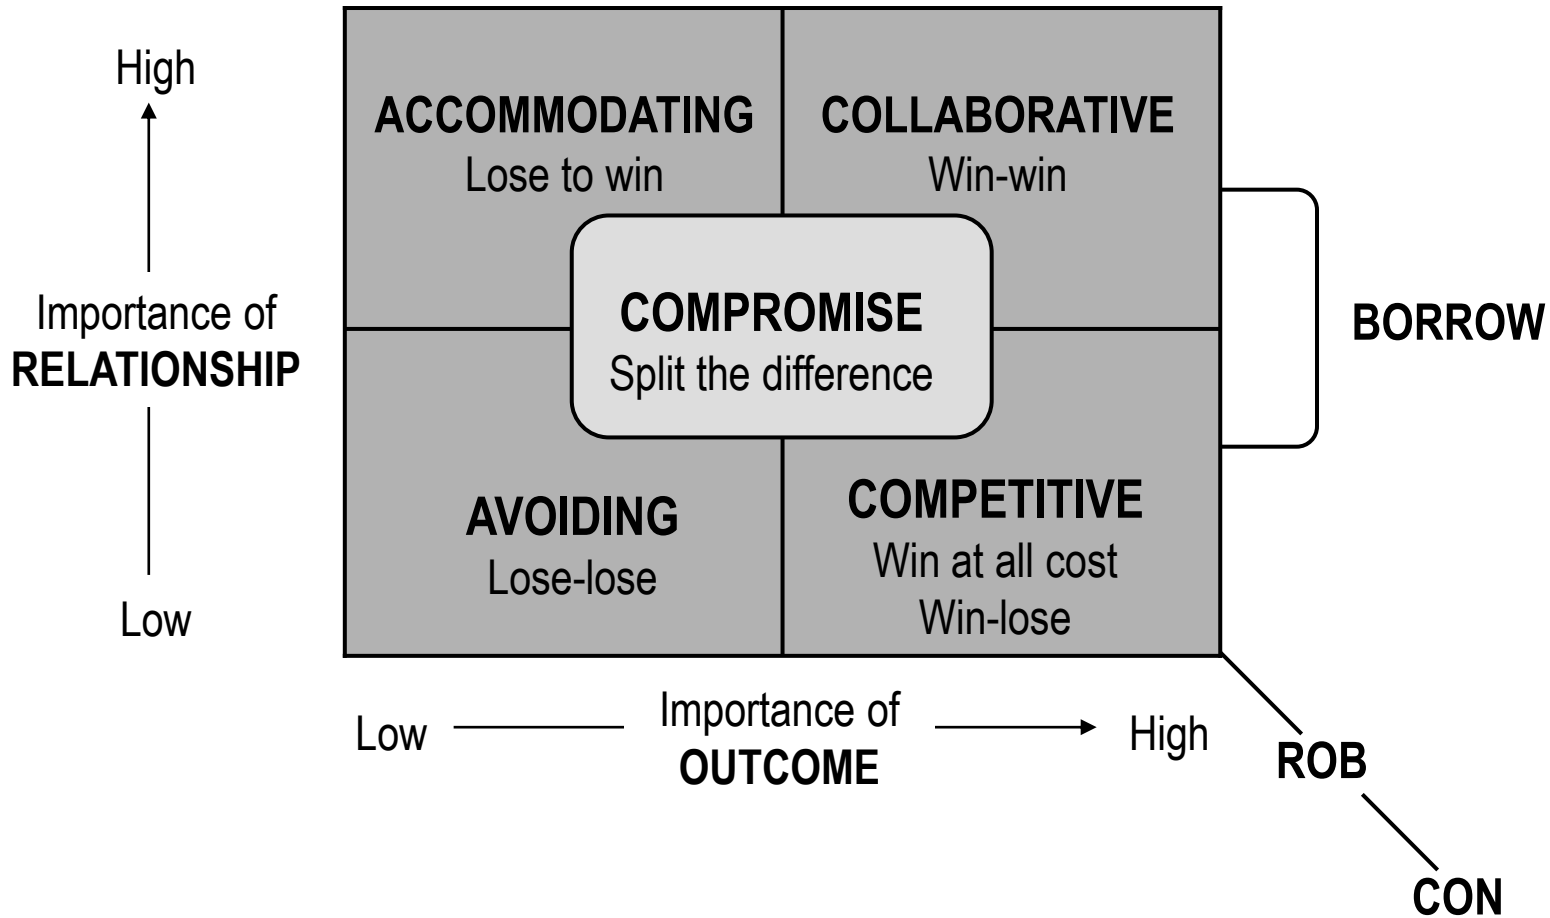 High
Importance of
RELATIONSHIP
Low
ACCOMMODATING
Lose to win
COLLABORATIVE
Win-win
COMPROMISE
Split the difference
AVOIDING
Lose-lose
COMPETITIVE
Win at all cost
Win-lose
BORROW
Low
Importance of
OUTCOME
High
ROB
CON